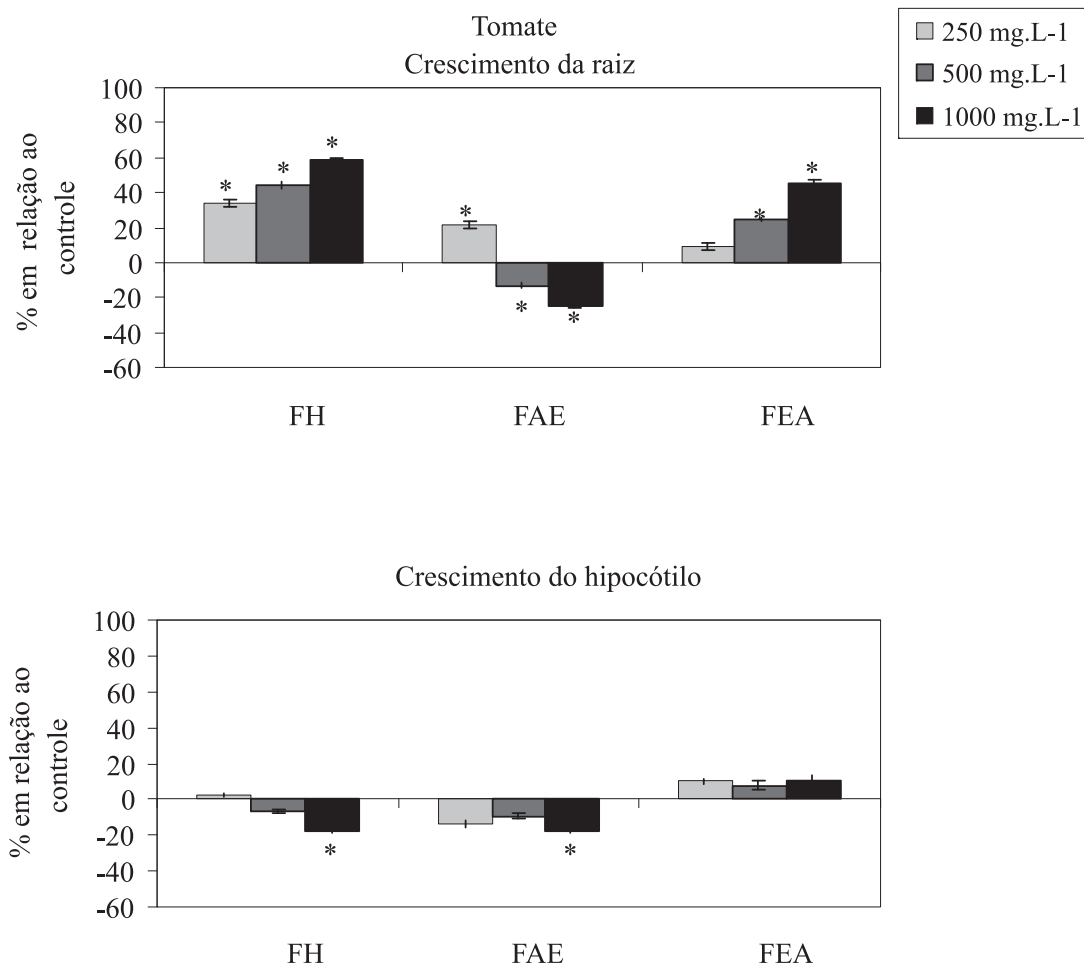 Tomate
Crescimento da raiz
250 mg.L-1
500 mg.L-1
1000 mg.L-1
% em relação ao
controle
100
80
60
40
20
0
-20
-40
-60
* * *
* * *
* *
FH FAE FEA
Crescimento do hipocótilo
% em relação ao
controle
100
80
60
40
20
0
-20
-40
-60
* *
FH FAE FEA